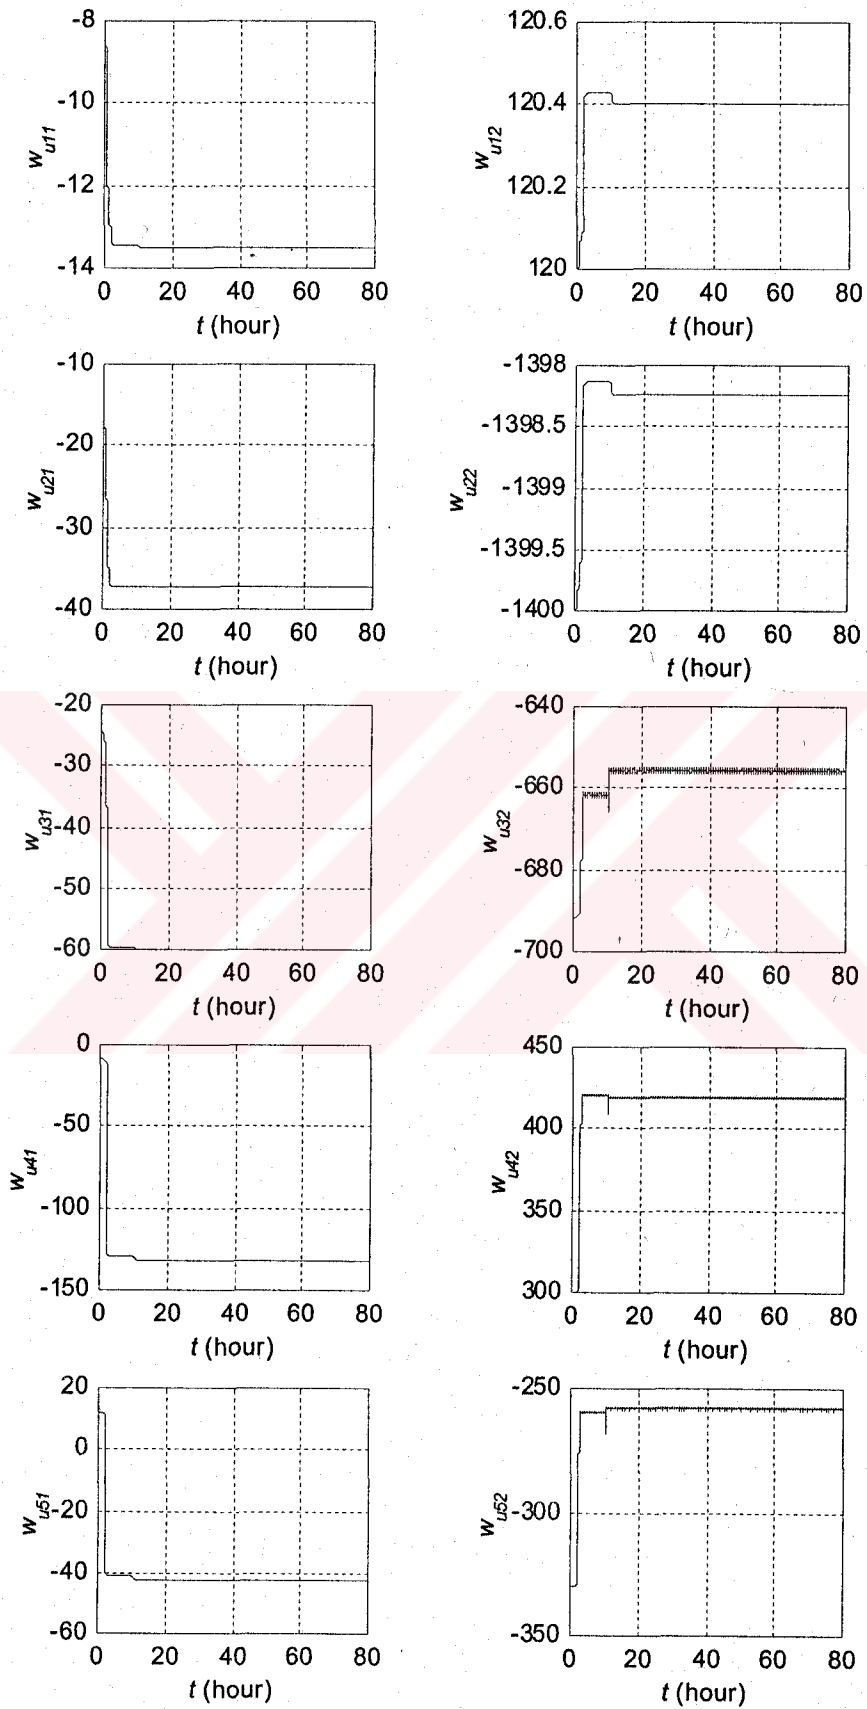 -8
-10
-12
-14
w_u11
0 20 40 60 80
t (hour)
120.6
120.4
120.2
120
w_u12
0 20 40 60 80
t (hour)
-10
-20
-30
-40
w_u21
0 20 40 60 80
t (hour)
-1398
-1398.5
-1399
-1399.5
-1400
w_u22
0 20 40 60 80
t (hour)
-20
-30
-40
-50
-60
w_u31
0 20 40 60 80
t (hour)
-640
-660
-680
-700
w_u32
0 20 40 60 80
t (hour)
0
-50
-100
-150
w_u41
0 20 40 60 80
t (hour)
450
400
350
300
w_u42
0 20 40 60 80
t (hour)
20
0
-20
-40
-60
w_u51
0 20 40 60 80
t (hour)
-250
-300
-350
w_u52
0 20 40 60 80
t (hour)